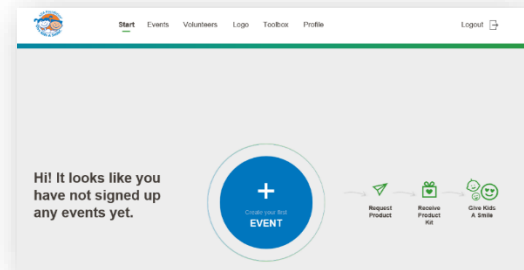 Start Events Volunteers Logo Toolbox Profile Logout
Hi! It looks like you
have not signed up
any events yet.
+
Create your first
EVENT
Request
Product
Receive
Product
Kit
Give Kids
A Smile